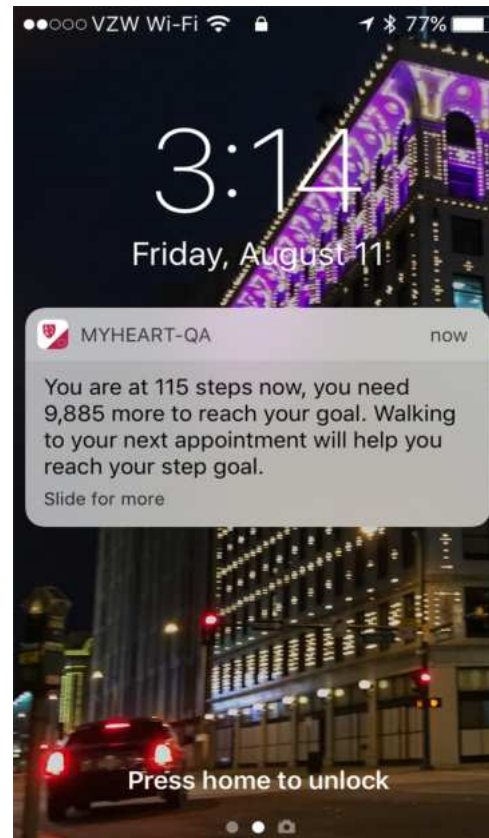 VZW Wi-Fi 77%
3:14
Friday, August 11
MYHEART-QA now
You are at 115 steps now, you need
9,885 more to reach your goal. Walking
to your next appointment will help you
reach your step goal.
Slide for more
Press home to unlock